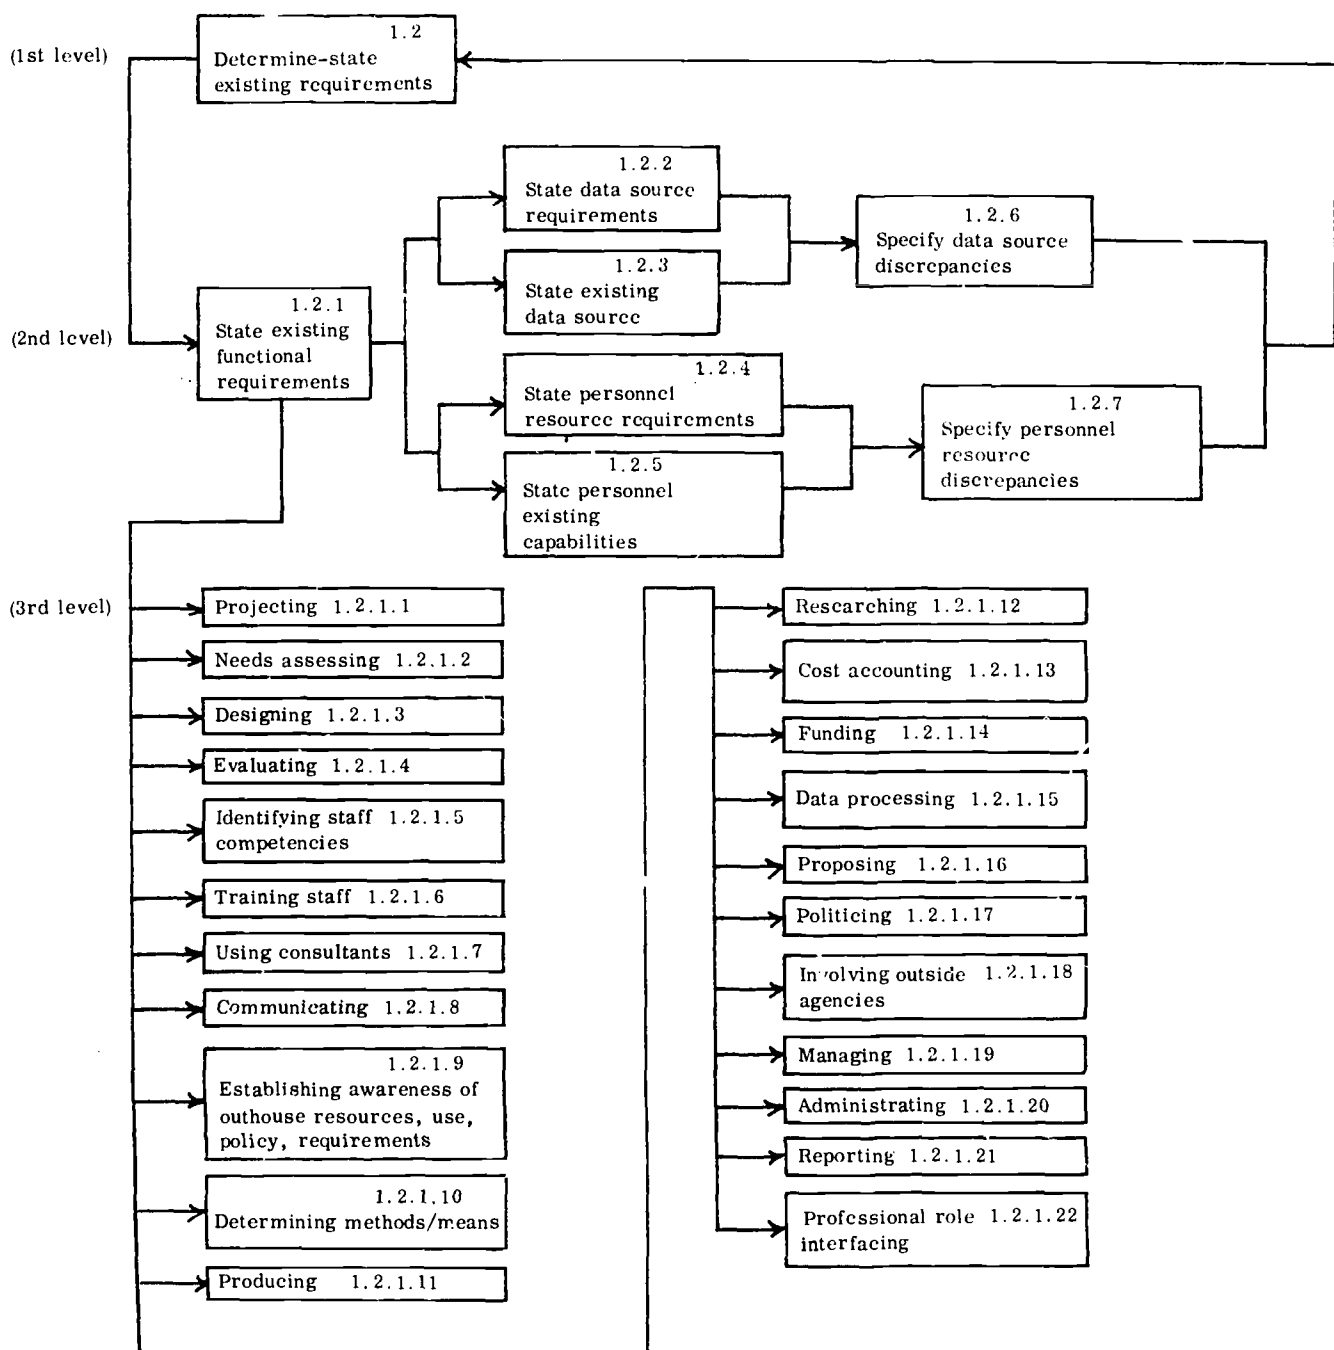 (1st level)
1.2
Determine-state
existing requirements
1.2.2
State data source
requirements
1.2.3
State existing
data source
1.2.6
Specify data source
discrepancies
(2nd level)
1.2.1
State existing
functional
requirements
1.2.4
State personnel
resource requirements
1.2.5
State personnel
existing
capabilities
1.2.7
Specify personnel
resource
discrepancies
(3rd level)
Projecting 1.2.1.1
Needs assessing 1.2.1.2
Designing 1.2.1.3
Evaluating 1.2.1.4
Identifying staff 1.2.1.5
competencies
Training staff 1.2.1.6
Using consultants 1.2.1.7
Communicating 1.2.1.8
1.2.1.9
Establishing awareness of
outhouse resources, use,
policy, requirements
1.2.1.10
Determining methods/means
Producing 1.2.1.11
Researching 1.2.1.12
Cost accounting 1.2.1.13
Funding 1.2.1.14
Data processing 1.2.1.15
Proposing 1.2.1.16
Politicing 1.2.1.17
Involving outside 1.2.1.18
agencies
Managing 1.2.1.19
Administrating 1.2.1.20
Reporting 1.2.1.21
Professional role 1.2.1.22
interfacing